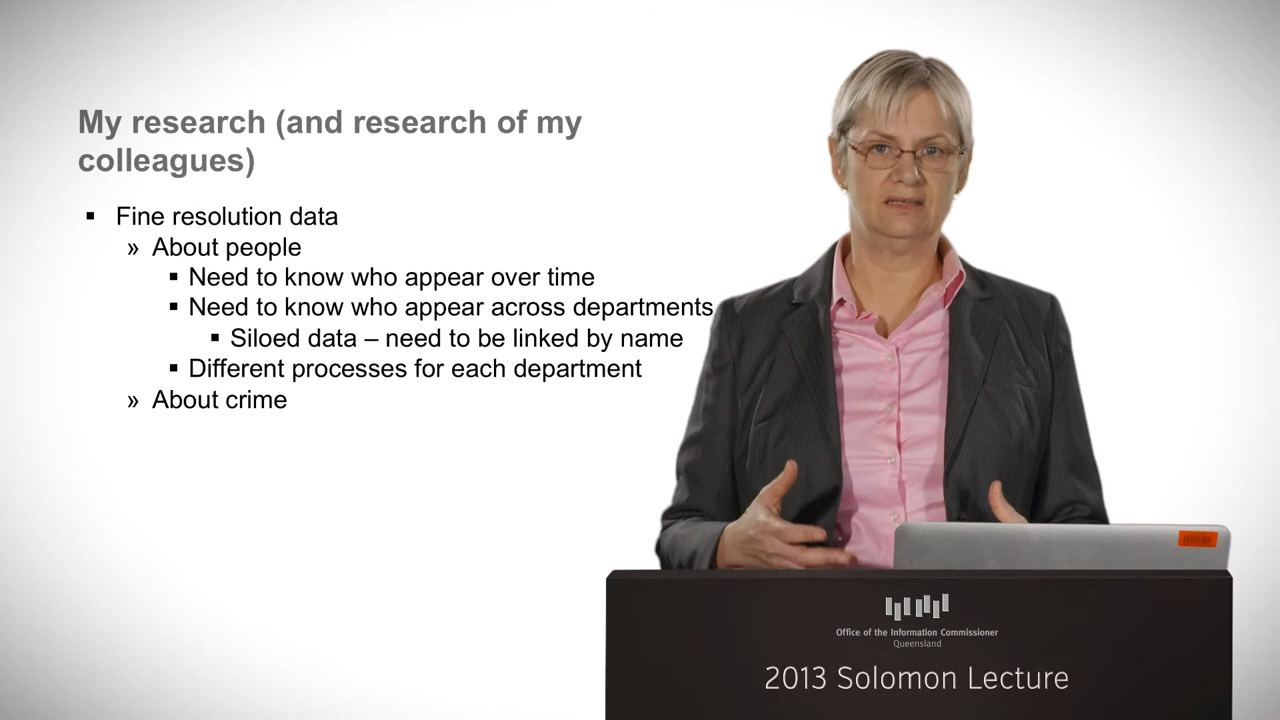 My research (and research of my
colleagues)
▪ Fine resolution data
» About people
▪ Need to know who appear over time
▪ Need to know who appear across departments
▪ Siloed data – need to be linked by name
▪ Different processes for each department
» About crime
Office of the Information Commissioner
Queensland
2013 Solomon Lecture